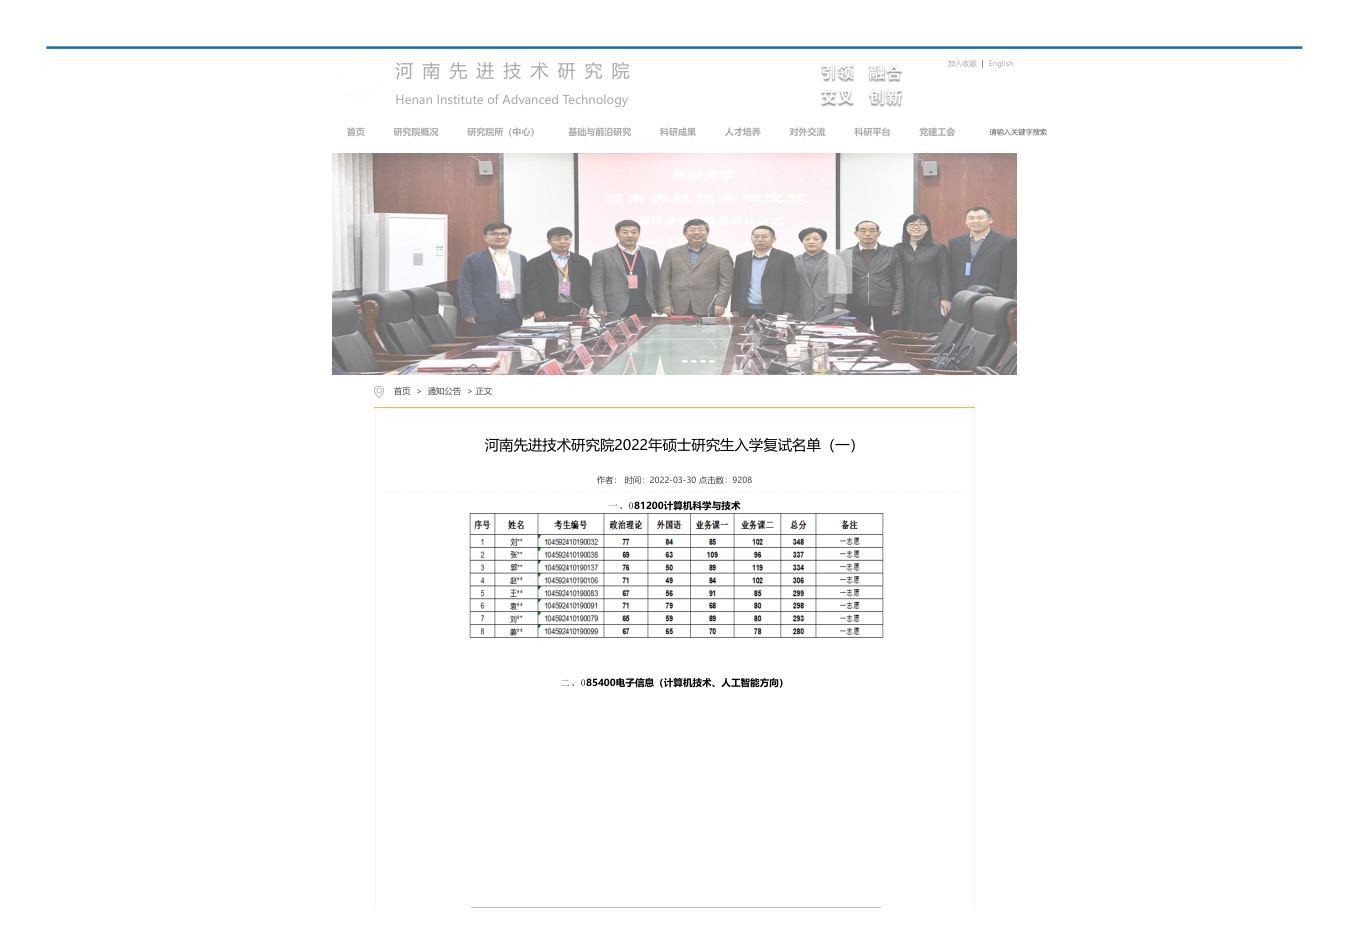 河南先进技术研究院
Henan Institute of Advanced Technology
引领 融合
交叉 创新
加入收藏 | English
首页 研究院概况 研究院所（中心） 基础与前沿研究 科研成果 人才培养 对外交流 科研平台 党建工会 请输入关键字搜索
郑州大学
河南先进技术研究院
首页 > 通知公告 > 正文
河南先进技术研究院2022年硕士研究生入学复试名单（一）
作者： 时间：2022-03-30 点击数：9208
一、081200计算机科学与技术
序号 姓名 考生编号 政治理论 外国语 业务课一 业务课二 总分 备注
1 刘** 104592410190032 77 84 85 102 348 一志愿
2 张** 104592410190038 69 63 109 96 337 一志愿
3 郭** 104592410190137 76 50 89 119 334 一志愿
4 赵** 104592410190106 71 49 84 102 306 一志愿
5 王** 104592410190083 67 56 91 85 299 一志愿
6 袁** 104592410190091 71 79 68 80 298 一志愿
7 刘** 104592410190079 65 59 89 80 293 一志愿
8 姜** 104592410190099 67 65 70 78 280 一志愿
二、085400电子信息（计算机技术、人工智能方向）